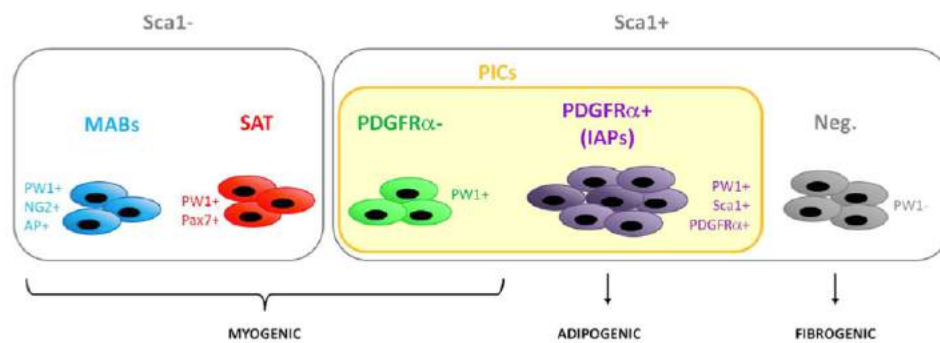 Sca1-
Sca1+
PICs
MABs
SAT
PDGFRα-
PDGFRα+
(IAPs)
Neg.
PW1+
NG2+
AP+
PW1+
Pax7+
PW1+
PW1+
Sca1+
PDGFRα+
PW1-
MYOGENIC
ADIPOGENIC
FIBROGENIC